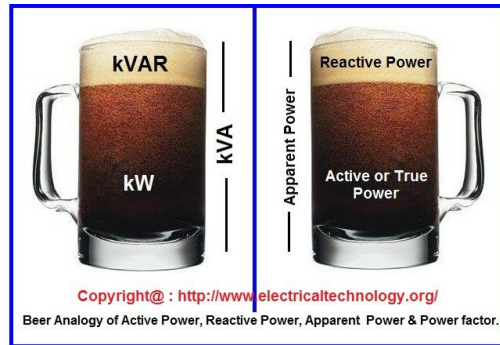 kVAR
kW
kVA
Apparent Power
Reactive Power
Active or True
Power
Copyright@ : http://www.electricaltechnology.org/
Beer Analogy of Active Power, Reactive Power, Apparent Power & Power factor.